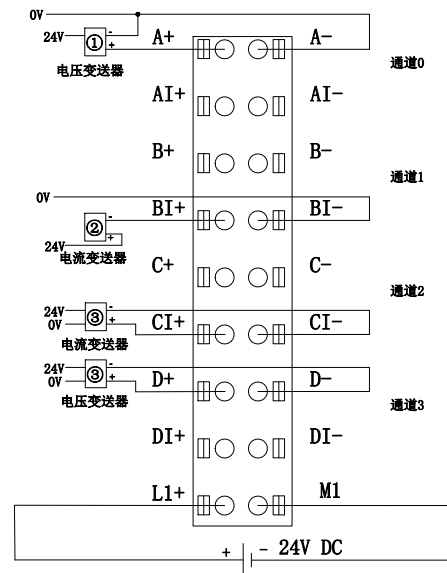 0V
24V ① - + A+ A- 通道0
电压变送器
AI+ AI-
B+ B- 通道1
0V
BI+ BI-
② - +
24V
电流变送器
C+ C- 通道2
24V ③ - + CI+ CI-
0V
电流变送器
24V ③ - + D+ D-
0V
电压变送器 通道3
DI+ DI-
L1+ M1
+ - 24V DC